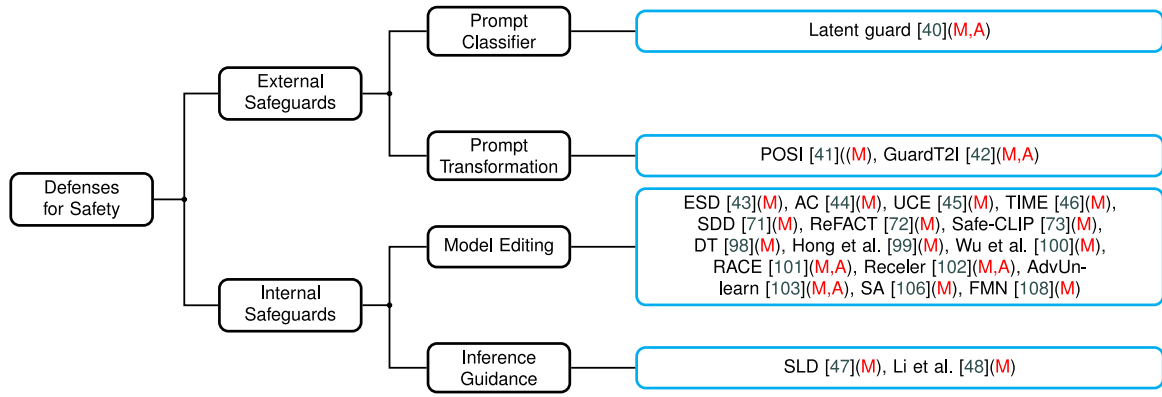 Defenses
for Safety
External
Safeguards
Prompt
Classifier
Latent guard [40](M,A)
Prompt
Transformation
POSI [41]((M), GuardT2I [42](M,A)
Internal
Safeguards
Model Editing
ESD [43](M), AC [44](M), UCE [45](M), TIME [46](M),
SDD [71](M), ReFACT [72](M), Safe-CLIP [73](M),
DT [98](M), Hong et al. [99](M), Wu et al. [100](M),
RACE [101](M,A), Receler [102](M,A), AdvUn-
learn [103](M,A), SA [106](M), FMN [108](M)
Inference
Guidance
SLD [47](M), Li et al. [48](M)